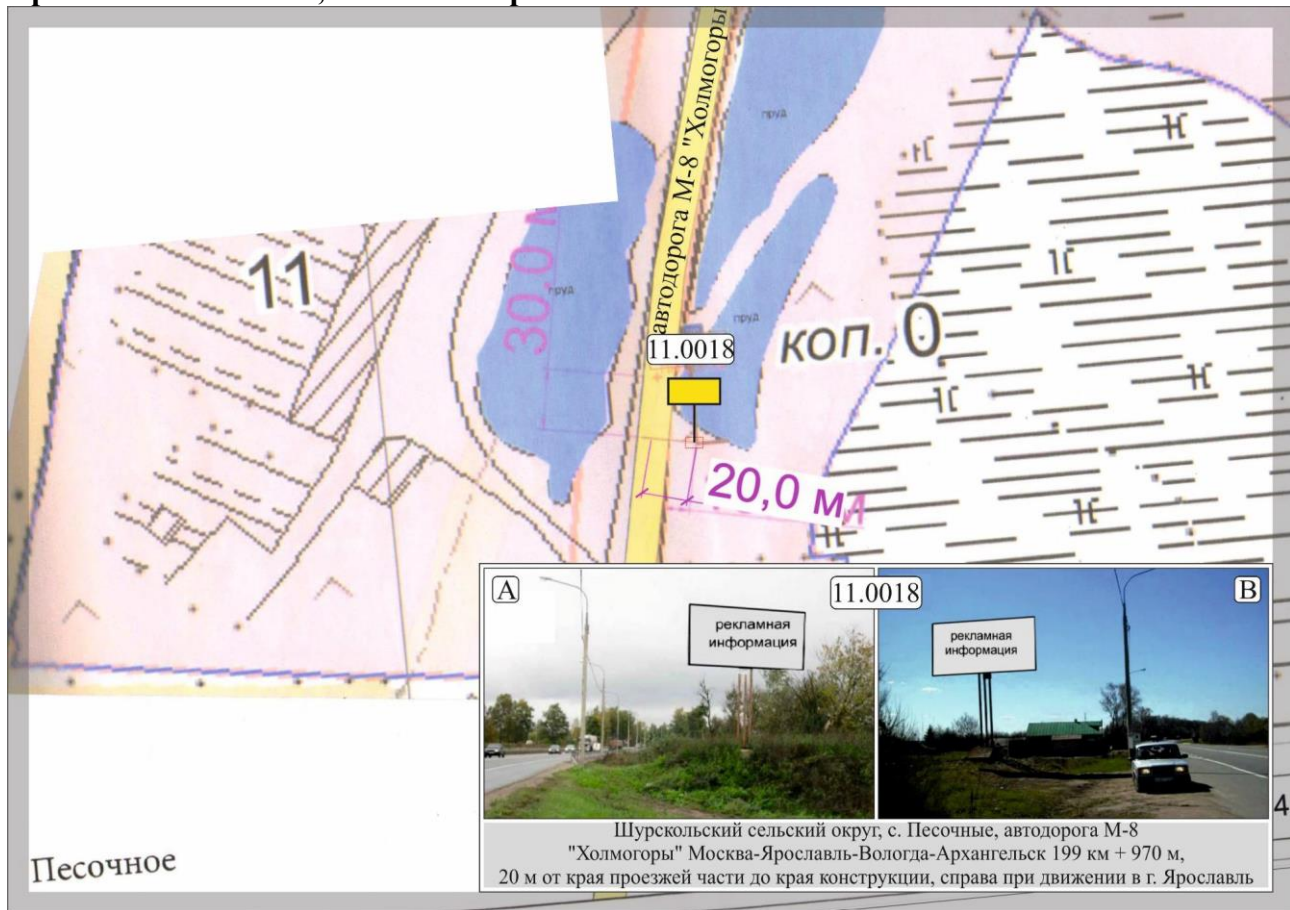 автодорога М-8 "Холмогоры
пруд
11
30.0 м
пруд
пруд
11.0018
коп. 0
20,0 м
А
11.0018
В
рекламная
информация
рекламная
информация
4
Шурскольский сельский округ, с. Песочные, автодорога М-8
"Холмогоры" Москва-Ярославль-Вологда-Архангельск 199 км + 970 м,
20 м от края проезжей части до края конструкции, справа при движении в г. Ярославль
Песочное